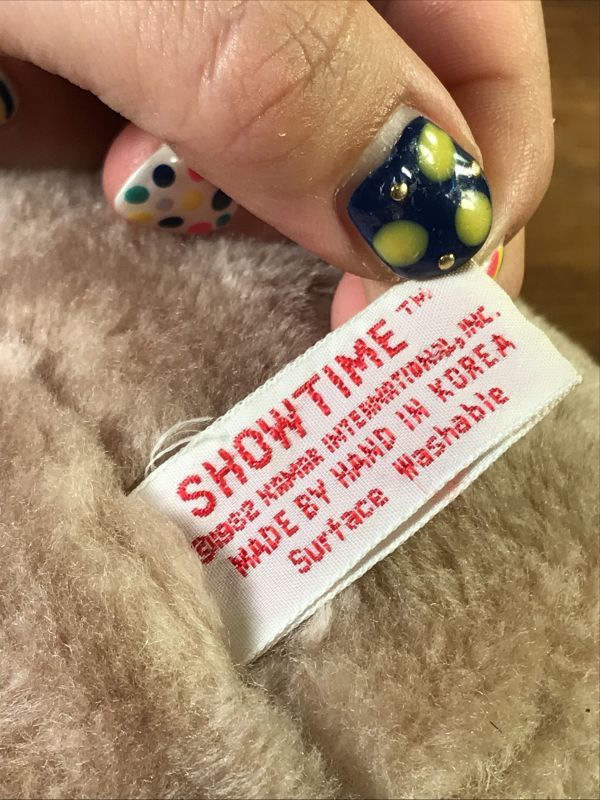 SHOWTIME™
©1982 KAMAR INTERNATIONAL, INC.
MADE BY HAND IN KOREA
Surface Washable